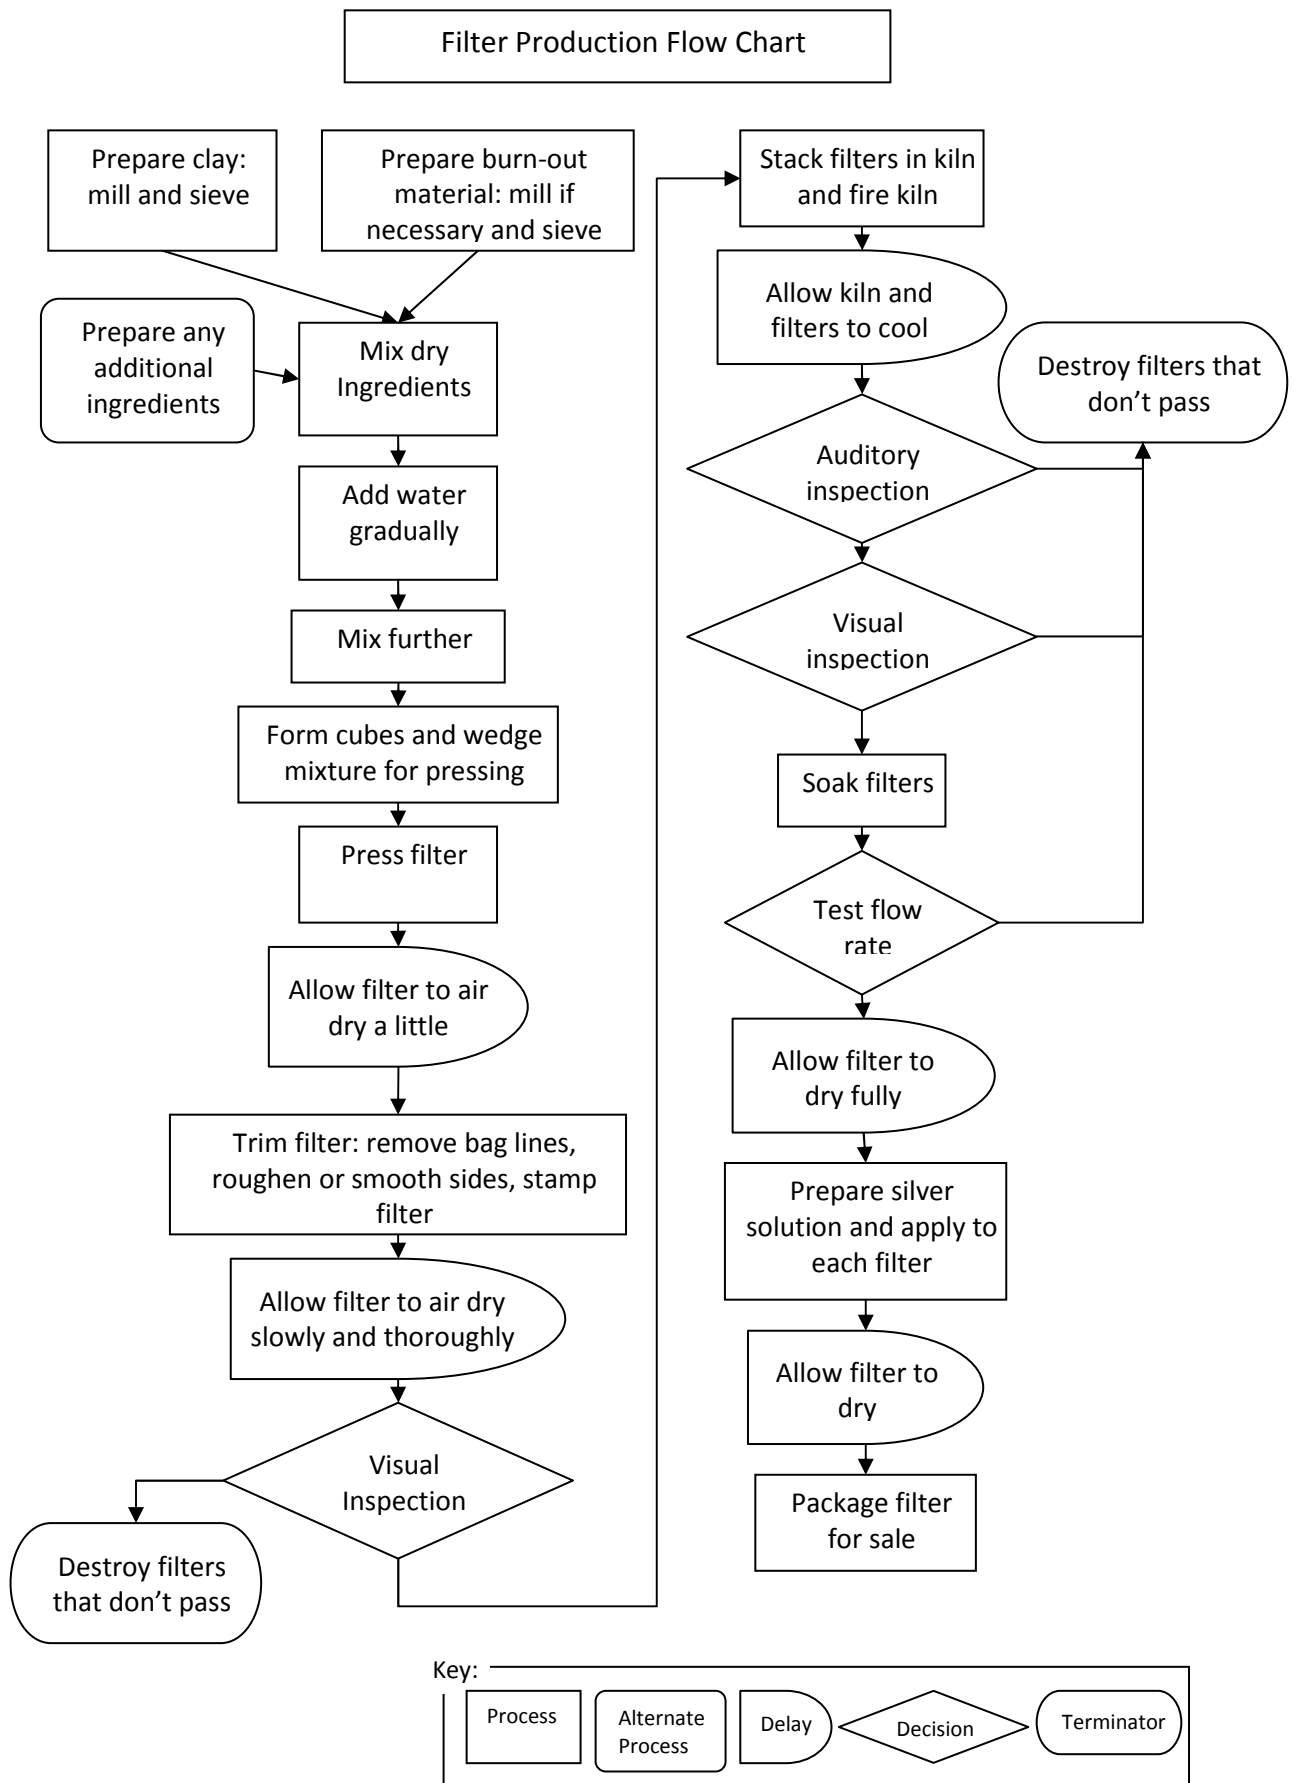 Filter Production Flow Chart
Prepare clay:
mill and sieve
Prepare burn-out
material: mill if
necessary and sieve
Prepare any
additional
ingredients
Mix dry
Ingredients
Add water
gradually
Mix further
Form cubes and wedge
mixture for pressing
Press filter
Allow filter to air
dry a little
Trim filter: remove bag lines,
roughen or smooth sides, stamp
filter
Allow filter to air dry
slowly and thoroughly
Visual
Inspection
Destroy filters
that don’t pass
Stack filters in kiln
and fire kiln
Allow kiln and
filters to cool
Destroy filters that
don’t pass
Auditory
inspection
Visual
inspection
Soak filters
Test flow
rate
Allow filter to
dry fully
Prepare silver
solution and apply to
each filter
Allow filter to
dry
Package filter
for sale
Key:
Process
Alternate
Process
Delay
Decision
Terminator